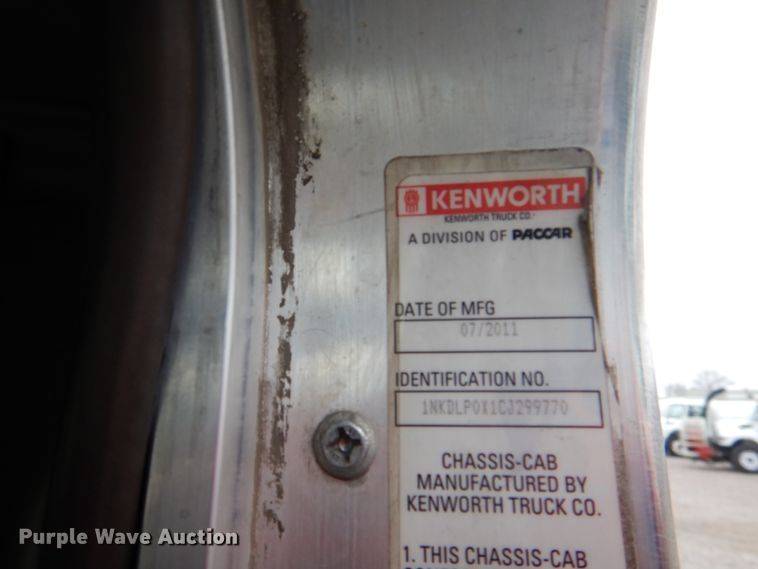 KENWORTH
KENWORTH TRUCK CO.
A DIVISION OF PACCAR
DATE OF MFG
07/2011
IDENTIFICATION NO.
1NKDLP0X1CJ299770
CHASSIS-CAB
MANUFACTURED BY
KENWORTH TRUCK CO.
1. THIS CHASSIS-CAB
Purple Wave Auction®